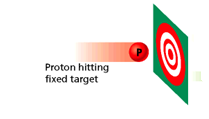 P
Proton hitting
fixed target